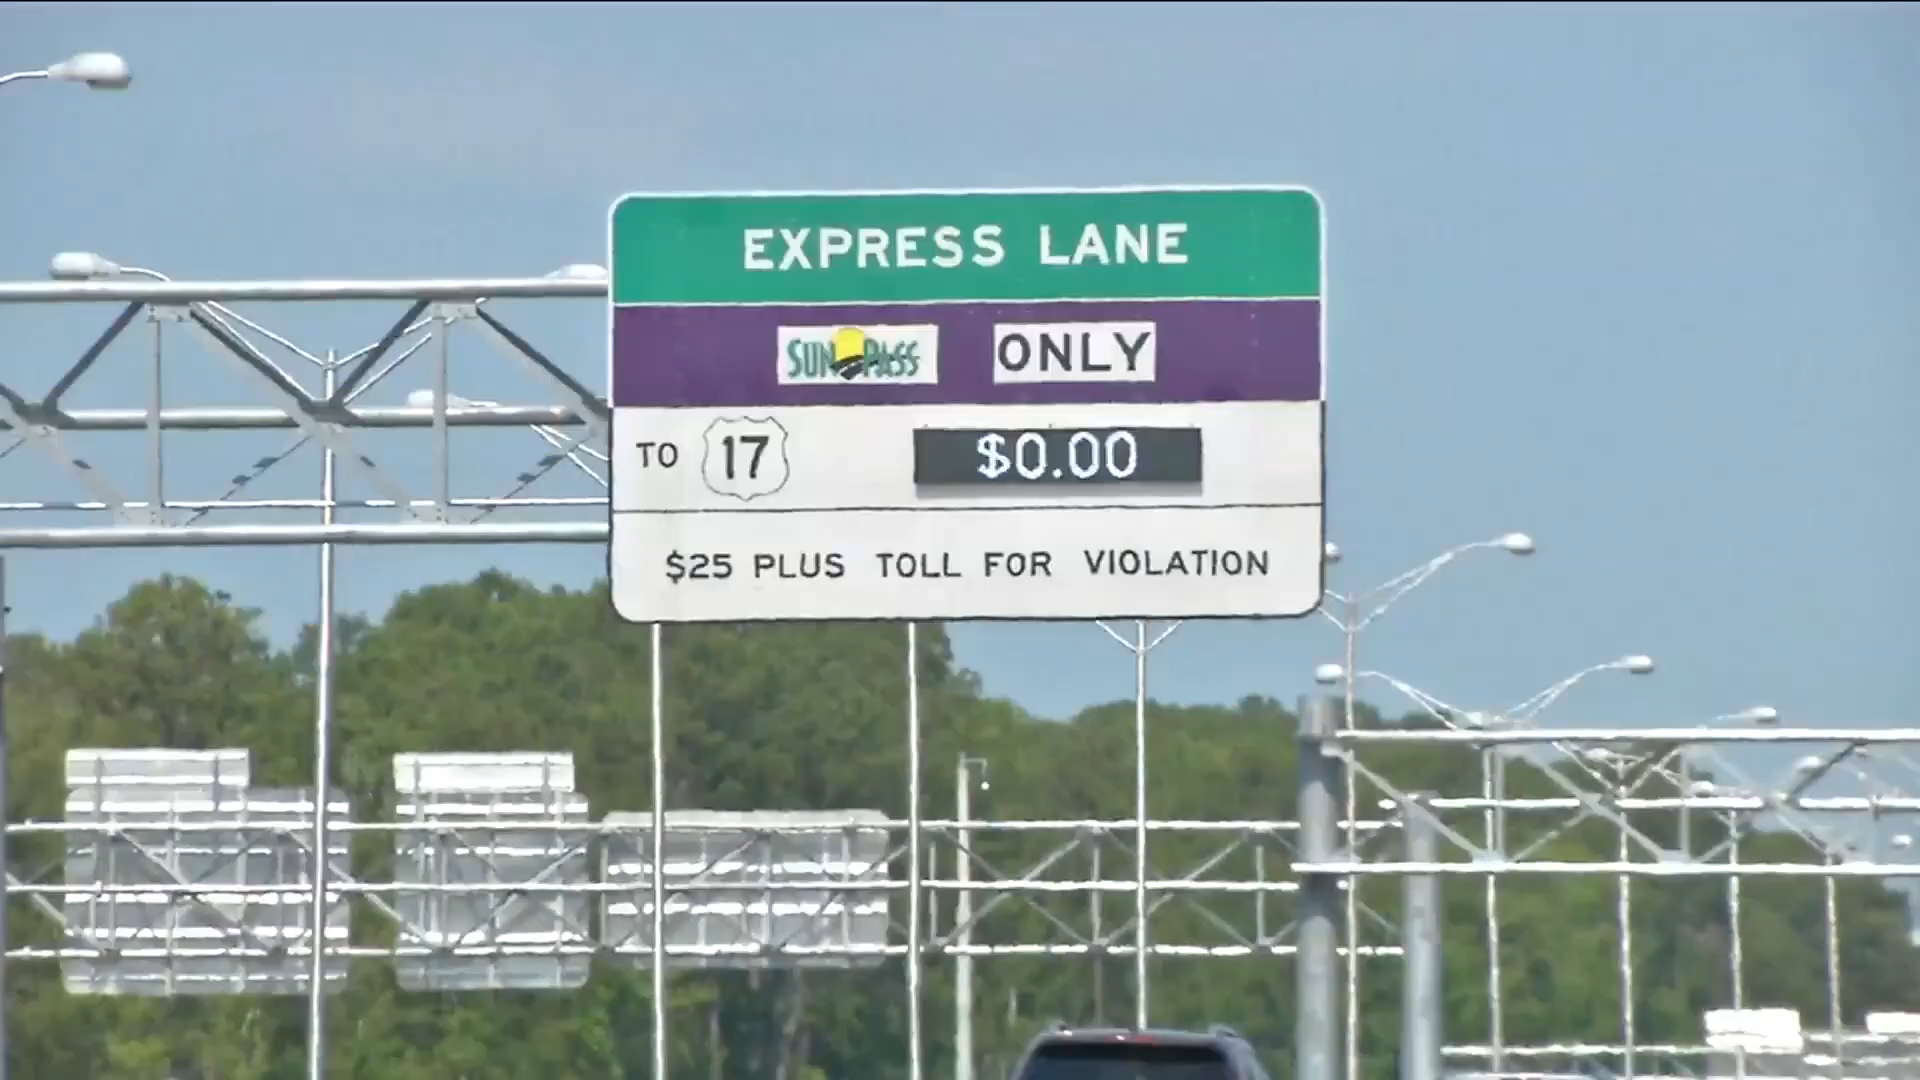 EXPRESS LANE
SUNPASS ONLY
TO 17 $0.00
$25 PLUS TOLL FOR VIOLATION